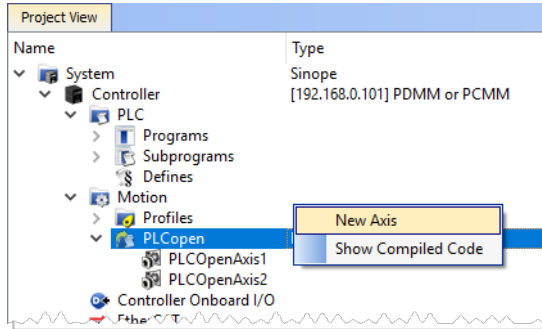 Project View
Name Type
System Sinope
Controller [192.168.0.101] PDMM or PCMM
PLC
Programs
Subprograms
Defines
Motion
Profiles
New Axis
PLCopen
Show Compiled Code
PLCOpenAxis1
PLCOpenAxis2
Controller Onboard I/O